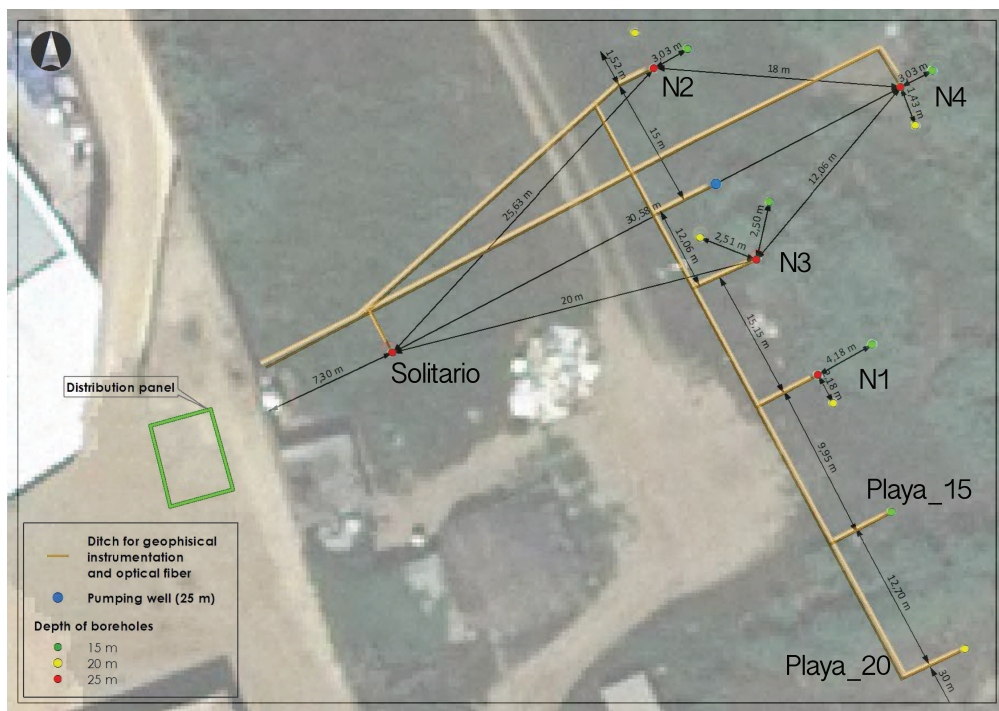 3,03 m
1,52 m
N2
18 m
3,03 m
1,43 m
N4
15 m
12,06 m
25,63 m
30,58 m
2,50 m
2,51 m
12,06 m
N3
20 m
15,15 m
7,30 m
Solitario
4,18 m
N1
Distribution panel
9,95 m
Playa_15
12,70 m
Playa_20
30 m
Ditch for geophisical
instrumentation
and optical fiber
Pumping well (25 m)
Depth of boreholes
15 m
20 m
25 m